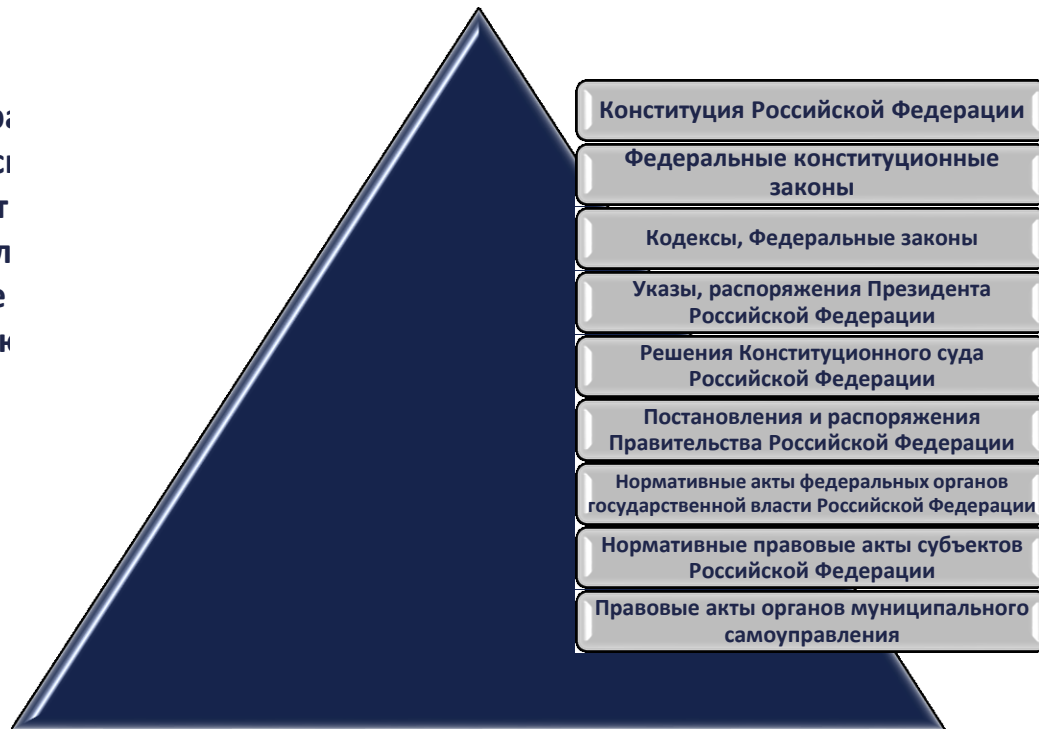 Конституция Российской Федерации
Федеральные конституционные
законы
Кодексы, Федеральные законы
Указы, распоряжения Президента
Российской Федерации
Решения Конституционного суда
Российской Федерации
Постановления и распоряжения
Правительства Российской Федерации
Нормативные акты федеральных органов
государственной власти Российской Федерации
Нормативные правовые акты субъектов
Российской Федерации
Правовые акты органов муниципального
самоуправления